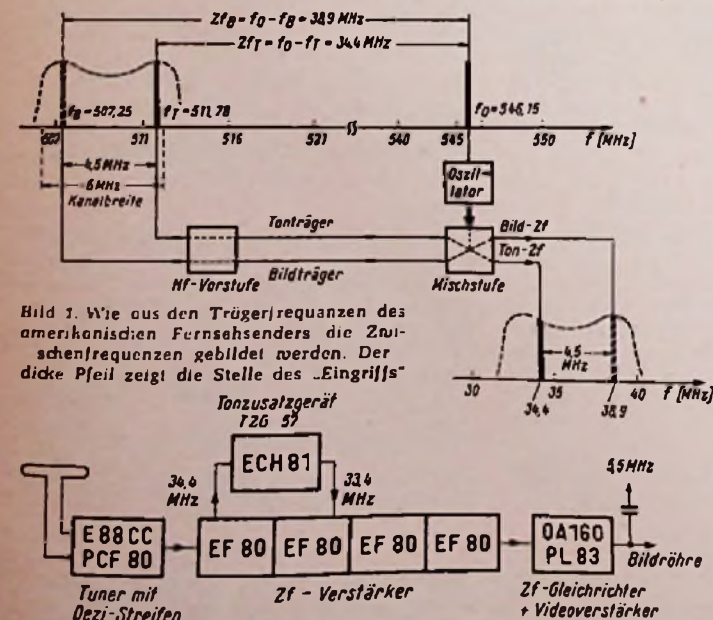 Zf_B = f_O - f_B = 38,9 MHz
Zf_T = f_O - f_T = 34,4 MHz
f_B = 507,25
f_T = 511,78
f_O = 546,15
507 511 516 521 540 545 550 f [MHz]
4,5 MHz
6 MHz
Kanalbreite
Oszil-
lator
Tonträger
Bildträger
Hf-Vorstufe
Mischstufe
Bild-Zf
Ton-Zf
Bild 1. Wie aus den Trägerfrequenzen des
amerikanischen Fernsehsenders die Zwi-
schenfrequenzen gebildet werden. Der
dicke Pfeil zeigt die Stelle des „Eingriffs"
4,5
MHz
30 35 40 f [MHz]
34,4 38,9
Tonzusatzgerät
TZG 57
ECH 81
34,4
MHz
33,4
MHz
5,5 MHz
E 88 CC
PCF 80
EF 80 EF 80 EF 80 EF 80
OA 160
PL 83
Bildröhre
Tuner mit
Dezi-Streifen
Zf - Verstärker
Zf-Gleichrichter
+ Videoverstärker